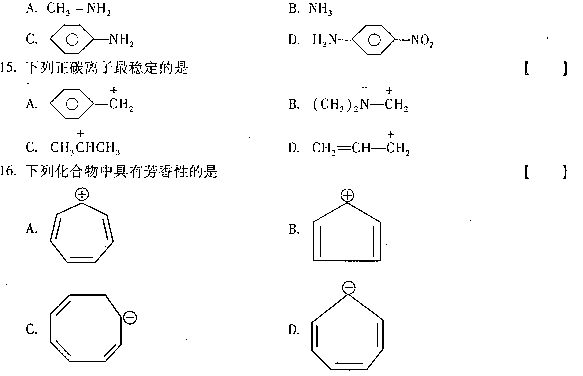 A. CH₃－NH₂ B. NH₃
C. —NH₂ D. H₂N— —NO₂
15. 下列正碳离子最稳定的是 【 】
A. —CH₂⁺ B. (CH₃)₂N̈—CH₂⁺
C. CH₃C⁺HCH₃ D. CH₂═CH—CH₂⁺
16. 下列化合物中具有芳香性的是 【 】
A. ⊕ B. ⊕
C. ⊖ D. ⊖